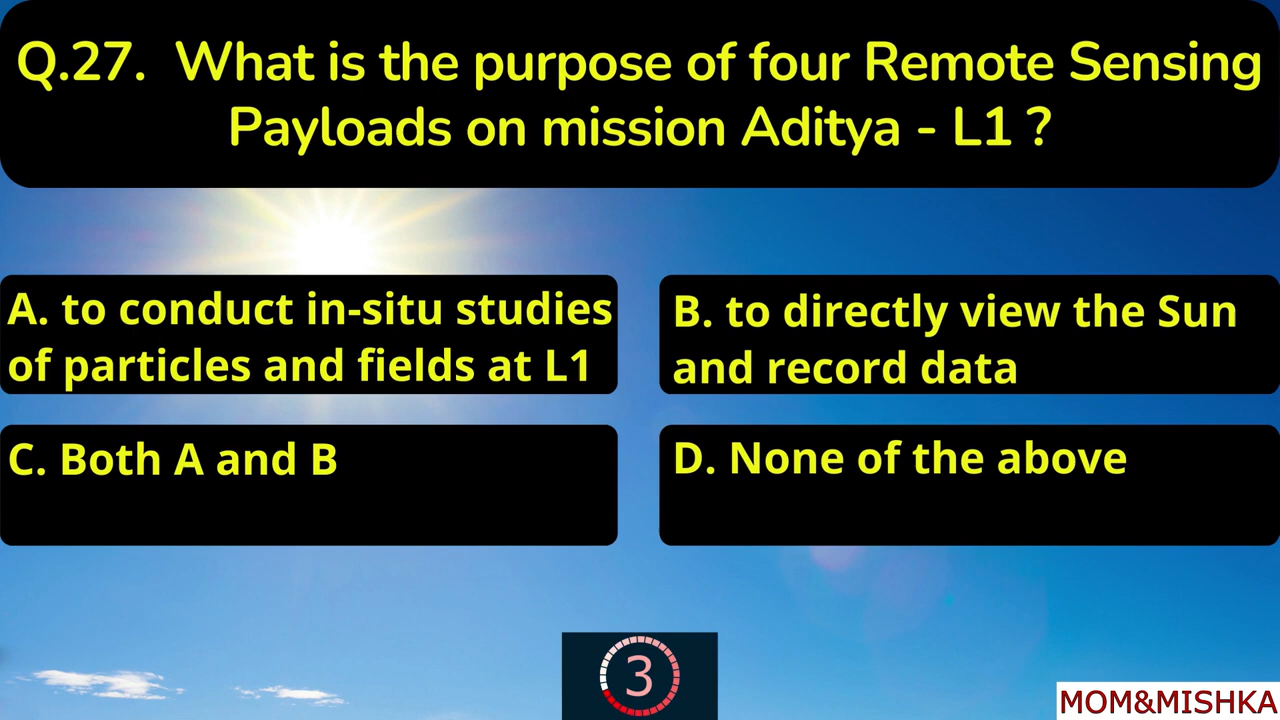 Q.27. What is the purpose of four Remote Sensing
Payloads on mission Aditya - L1 ?
A. to conduct in-situ studies
of particles and fields at L1
B. to directly view the Sun
and record data
C. Both A and B
D. None of the above
3
MOM&MISHKA